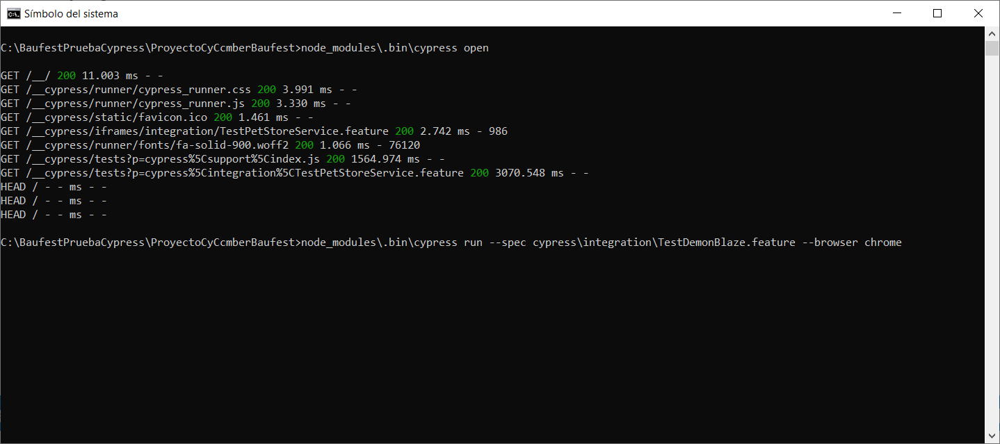 Símbolo del sistema
C:\BaufestPruebaCypress\ProyectoCyCcmberBaufest>node_modules\.bin\cypress open
GET /__/ 200 11.003 ms - -
GET /__cypress/runner/cypress_runner.css 200 3.991 ms - -
GET /__cypress/runner/cypress_runner.js 200 3.330 ms - -
GET /__cypress/static/favicon.ico 200 1.461 ms - -
GET /__cypress/iframes/integration/TestPetStoreService.feature 200 2.742 ms - 986
GET /__cypress/runner/fonts/fa-solid-900.woff2 200 1.066 ms - 76120
GET /__cypress/tests?p=cypress%5Csupport%5Cindex.js 200 1564.974 ms - -
GET /__cypress/tests?p=cypress%5Cintegration%5CTestPetStoreService.feature 200 3070.548 ms - -
HEAD / - - ms - -
HEAD / - - ms - -
HEAD / - - ms - -
C:\BaufestPruebaCypress\ProyectoCyCcmberBaufest>node_modules\.bin\cypress run --spec cypress\integration\TestDemonBlaze.feature --browser chrome